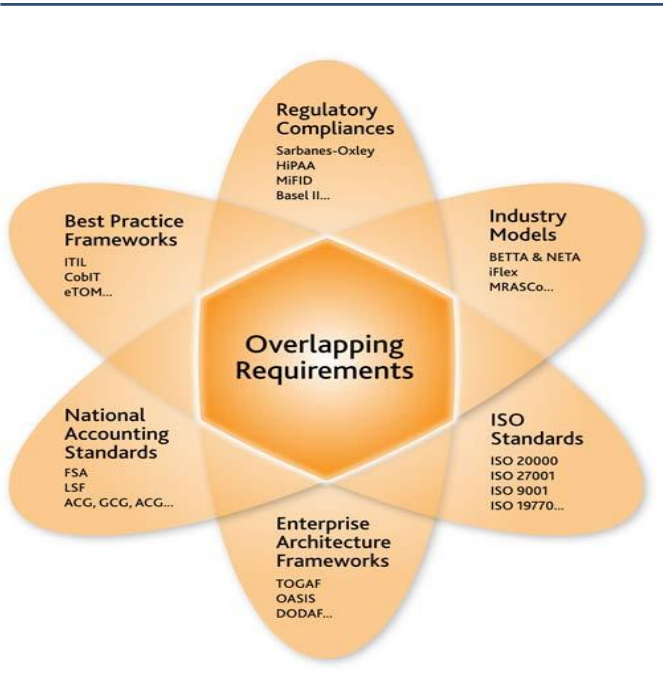 Regulatory
Compliances
Sarbanes-Oxley
HiPAA
MiFID
Basel II...
Best Practice
Frameworks
ITIL
CobIT
eTOM...
Industry
Models
BETTA & NETA
iFlex
MRASCo...
Overlapping
Requirements
National
Accounting
Standards
FSA
LSF
ACG, GCG, ACG...
ISO
Standards
ISO 20000
ISO 27001
ISO 9001
ISO 19770...
Enterprise
Architecture
Frameworks
TOGAF
OASIS
DODAF...